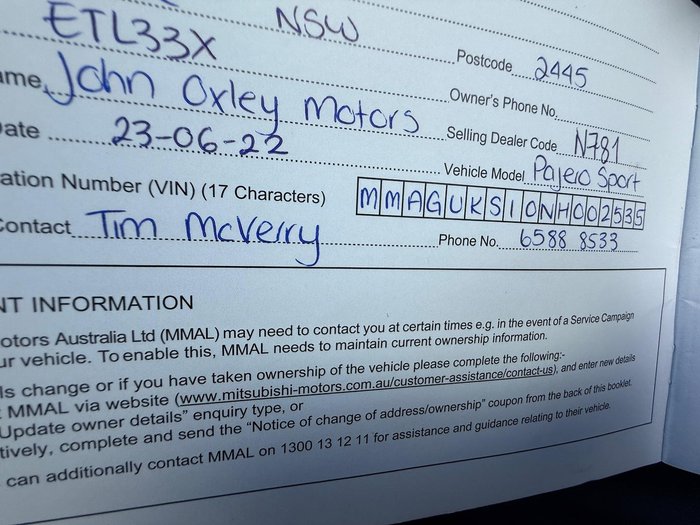 ETL33X NSW Postcode 2445
ame John Oxley Motors Owner's Phone No.
Date 23-06-22 Selling Dealer Code N781
Vehicle Model Pajero Sport
ation Number (VIN) (17 Characters) MMAGUKS10NH002535
Contact Tim McVerry Phone No. 6588 8533
NT INFORMATION
otors Australia Ltd (MMAL) may need to contact you at certain times e.g. in the event of a Service Campaign
ur vehicle. To enable this, MMAL needs to maintain current ownership information.
ls change or if you have taken ownership of the vehicle please complete the following:-
MMAL via website (www.mitsubishi-motors.com.au/customer-assistance/contact-us), and enter new details
Update owner details" enquiry type, or
tively, complete and send the "Notice of change of address/ownership" coupon from the back of this booklet.
can additionally contact MMAL on 1300 13 12 11 for assistance and guidance relating to their vehicle.